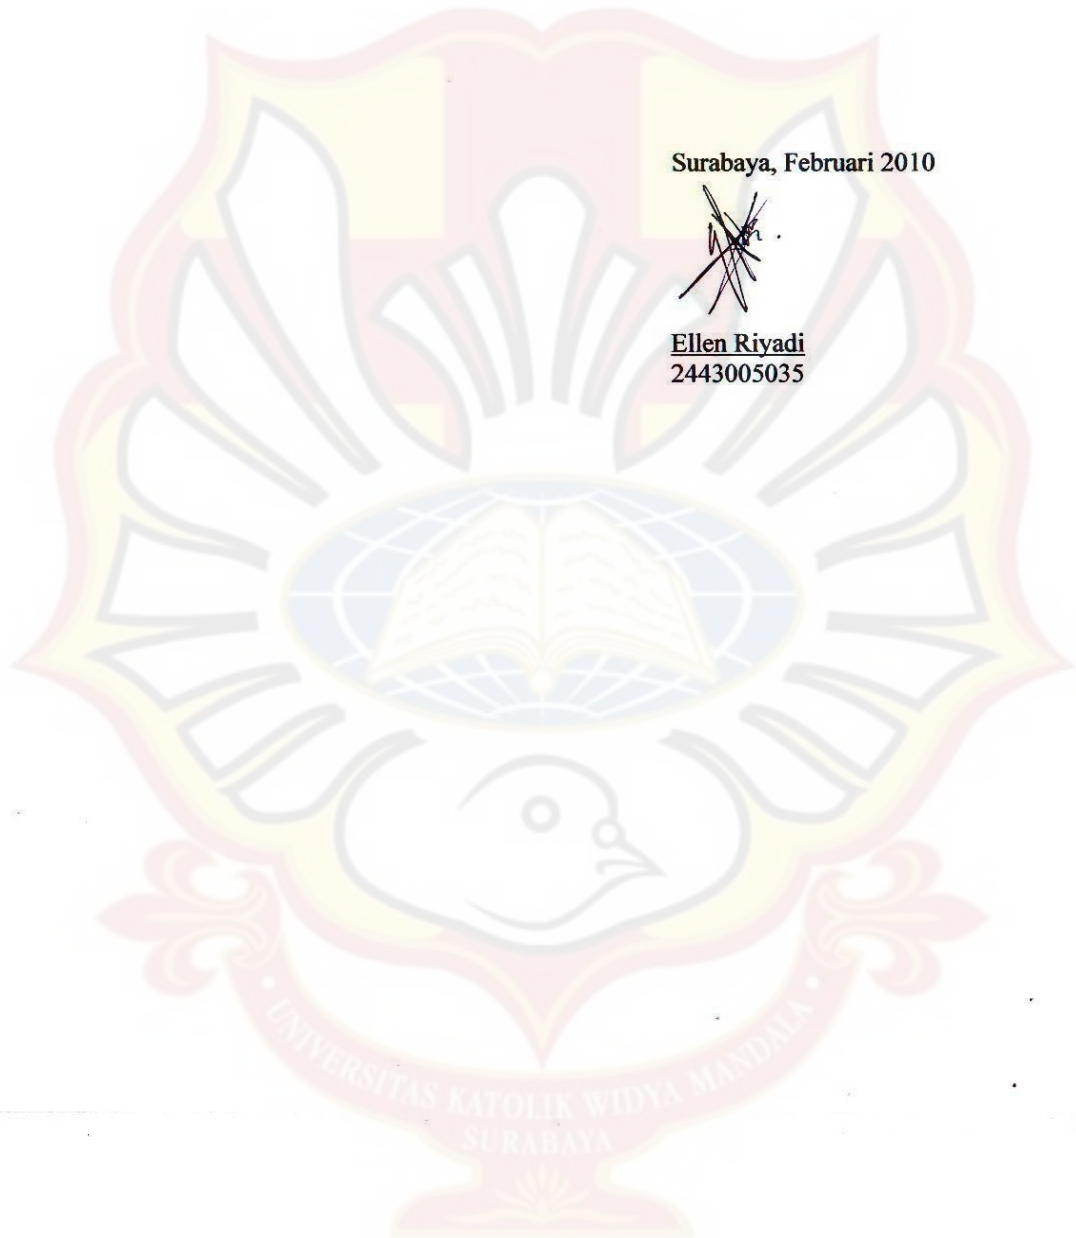 Surabaya, Februari 2010
Ellen Riyadi
2443005035
UNIVERSITAS KATOLIK WIDYA MANDALA
SURABAYA